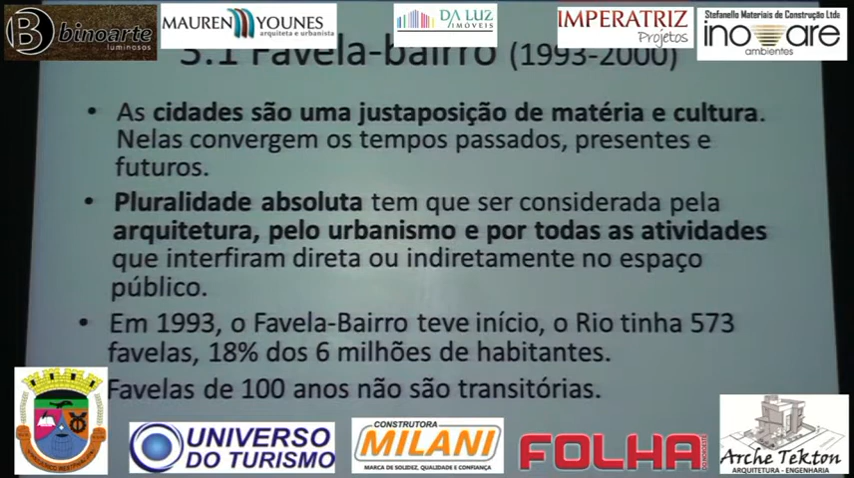 binoarte
luminosos
MAUREN YOUNES
arquiteta e urbanista
DA LUZ
IMÓVEIS
IMPERATRIZ
Projetos
Stefanello Materiais de Construção Ltda
inovare
ambientes
3.1 Favela-bairro (1993-2000)
• As cidades são uma justaposição de matéria e cultura.
Nelas convergem os tempos passados, presentes e
futuros.
• Pluralidade absoluta tem que ser considerada pela
arquitetura, pelo urbanismo e por todas as atividades
que interfiram direta ou indiretamente no espaço
público.
• Em 1993, o Favela-Bairro teve início, o Rio tinha 573
favelas, 18% dos 6 milhões de habitantes.
Favelas de 100 anos não são transitórias.
UNIVERSO
DO TURISMO
CONSTRUTORA
MILANI
MARCA DE SOLIDEZ, QUALIDADE E CONFIANÇA
FOLHA
Arche Tekton
ARQUITETURA - ENGENHARIA